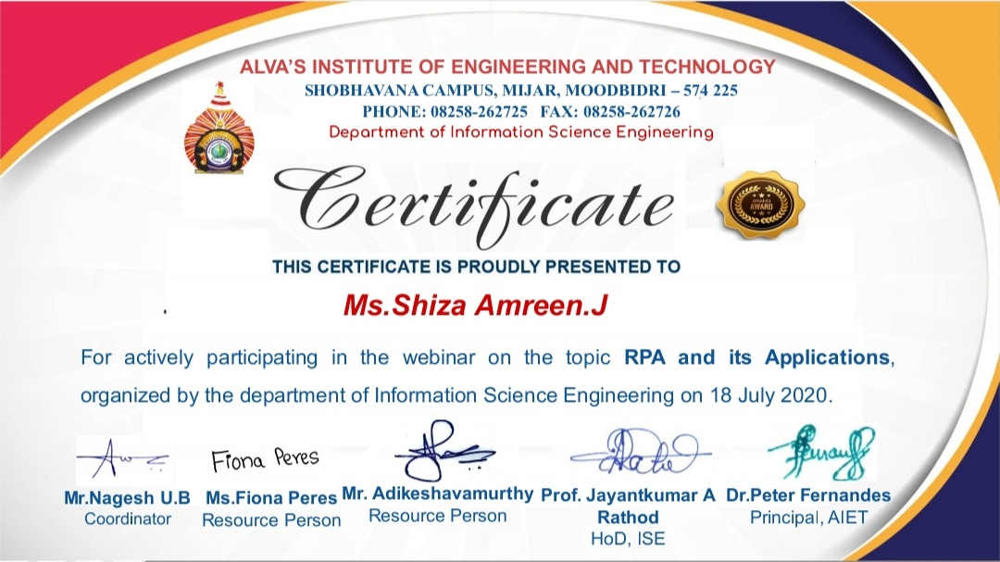 ALVA'S INSTITUTE OF ENGINEERING AND TECHNOLOGY
SHOBHAVANA CAMPUS, MIJAR, MOODBIDRI – 574 225
PHONE: 08258-262725 FAX: 08258-262726
Department of Information Science Engineering
Certificate
BRAND
AWARD
THIS CERTIFICATE IS PROUDLY PRESENTED TO
Ms.Shiza Amreen.J
For actively participating in the webinar on the topic RPA and its Applications,
organized by the department of Information Science Engineering on 18 July 2020.
Fiona Peres
Mr.Nagesh U.B
Coordinator
Ms.Fiona Peres
Resource Person
Mr. Adikeshavamurthy
Resource Person
Prof. Jayantkumar A
Rathod
HoD, ISE
Dr.Peter Fernandes
Principal, AIET